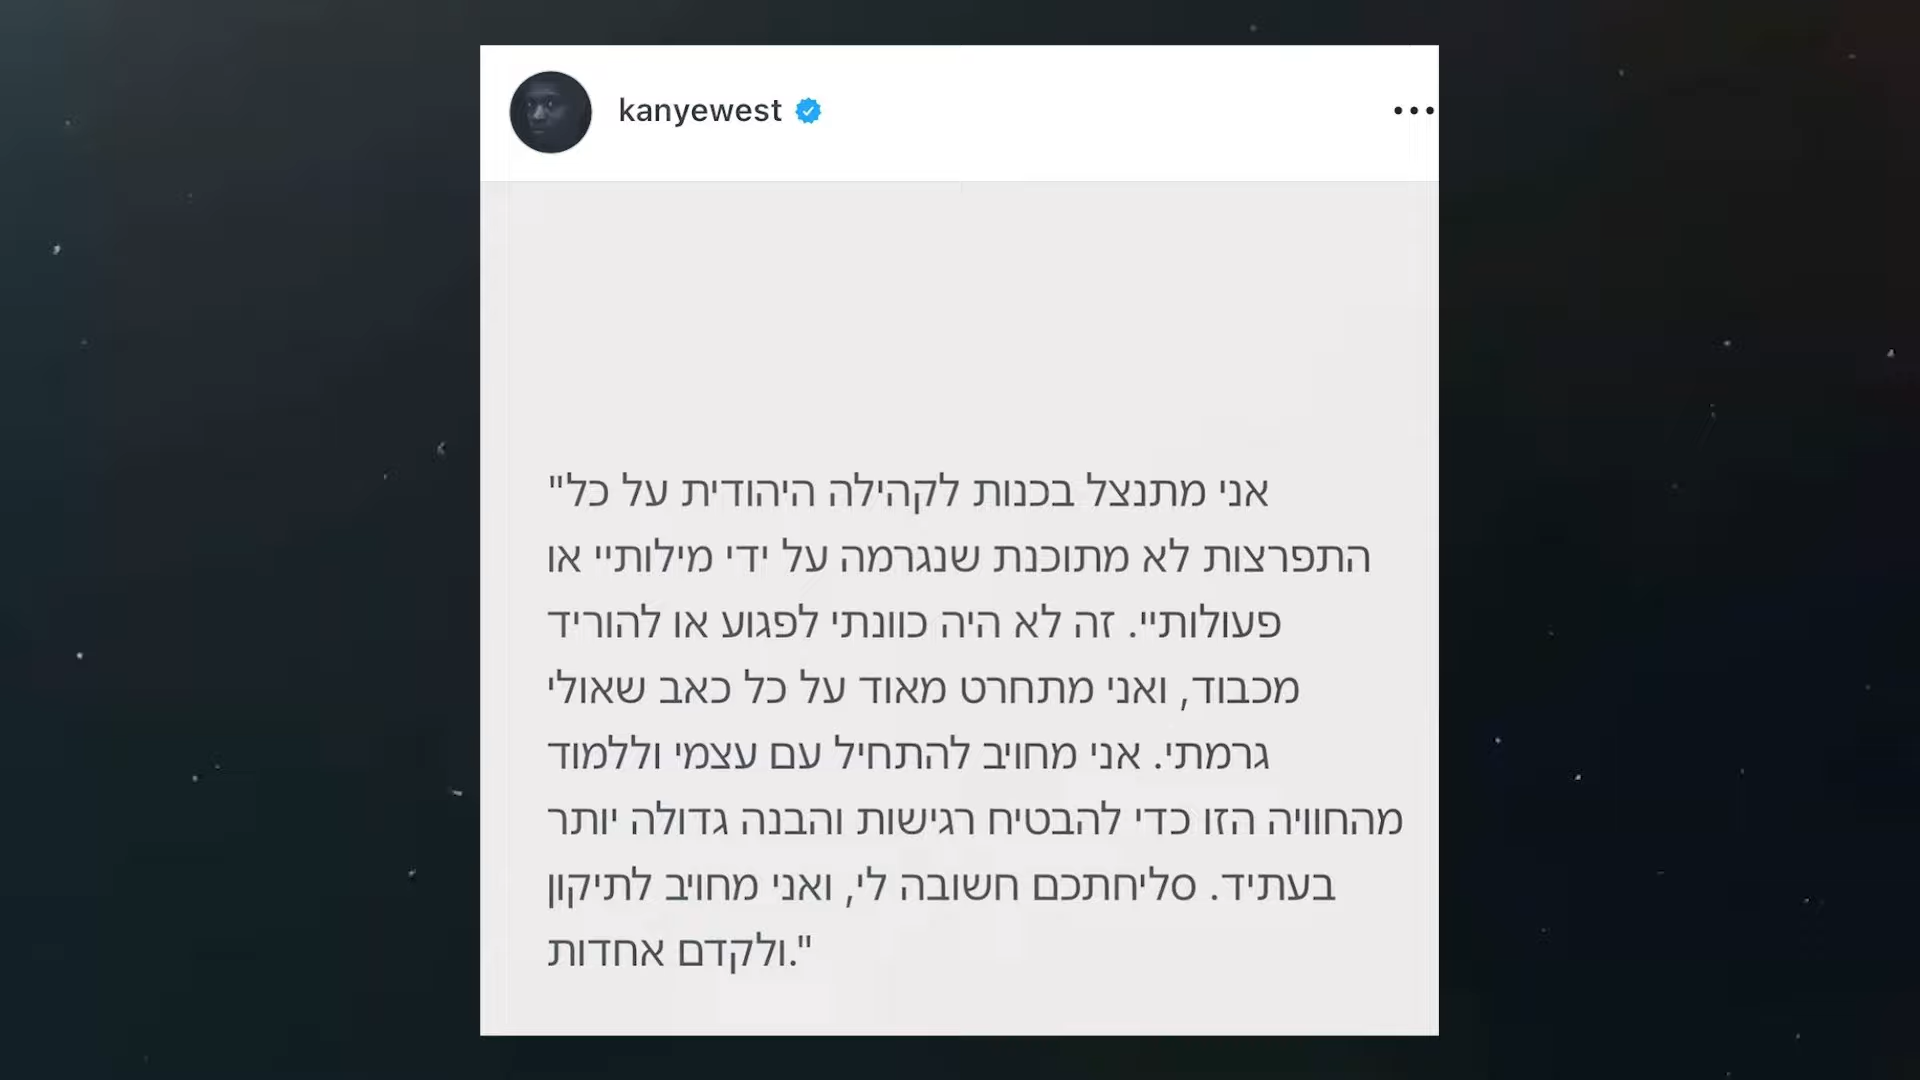 kanyewest
"אני מתנצל בכנות לקהילה היהודית על כל
התפרצות לא מתוכנת שנגרמה על ידי מילותיי או
פעולותיי. זה לא היה כוונתי לפגוע או להוריד
מכבוד, ואני מתחרט מאוד על כל כאב שאולי
גרמתי. אני מחויב להתחיל עם עצמי וללמוד
מהחוויה הזו כדי להבטיח רגישות והבנה גדולה יותר
בעתיד. סליחתכם חשובה לי, ואני מחויב לתיקון
ולקדם אחדות."